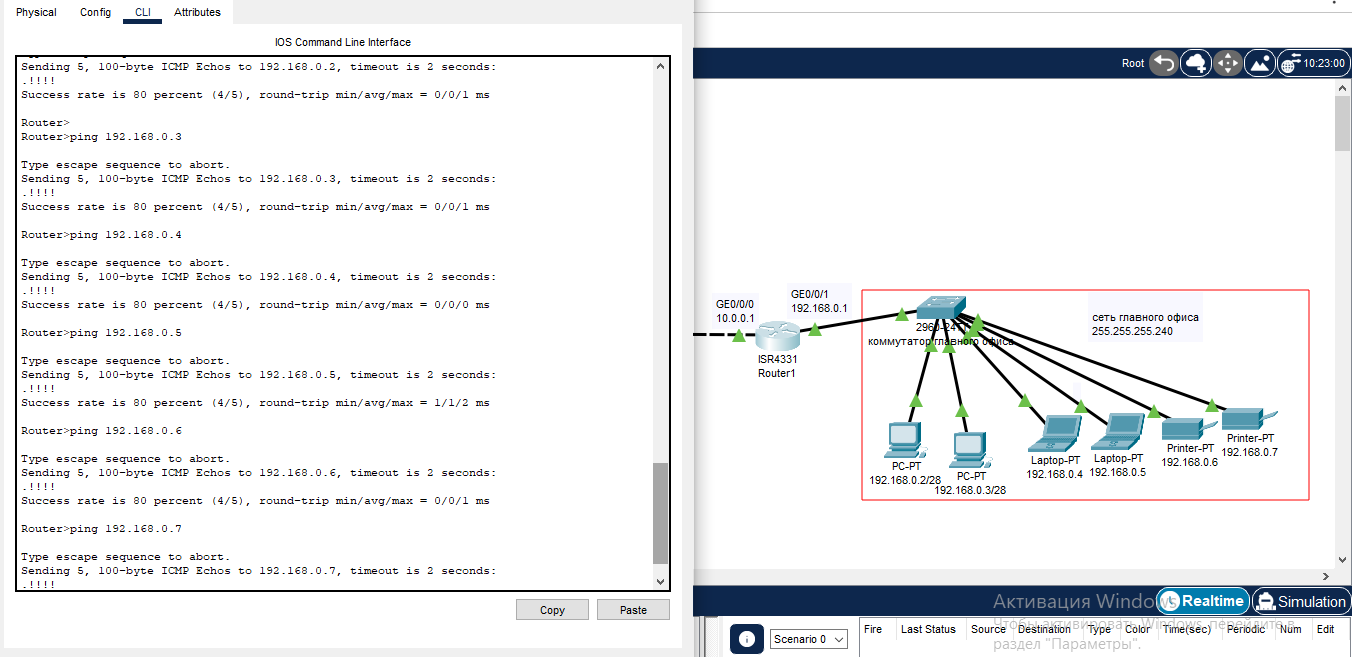 Physical Config CLI Attributes
IOS Command Line Interface
Sending 5, 100-byte ICMP Echos to 192.168.0.2, timeout is 2 seconds:
.!!!!
Success rate is 80 percent (4/5), round-trip min/avg/max = 0/0/1 ms
Router>
Router>ping 192.168.0.3
Type escape sequence to abort.
Sending 5, 100-byte ICMP Echos to 192.168.0.3, timeout is 2 seconds:
.!!!!
Success rate is 80 percent (4/5), round-trip min/avg/max = 0/0/1 ms
Router>ping 192.168.0.4
Type escape sequence to abort.
Sending 5, 100-byte ICMP Echos to 192.168.0.4, timeout is 2 seconds:
.!!!!
Success rate is 80 percent (4/5), round-trip min/avg/max = 0/0/0 ms
Router>ping 192.168.0.5
Type escape sequence to abort.
Sending 5, 100-byte ICMP Echos to 192.168.0.5, timeout is 2 seconds:
.!!!!
Success rate is 80 percent (4/5), round-trip min/avg/max = 1/1/2 ms
Router>ping 192.168.0.6
Type escape sequence to abort.
Sending 5, 100-byte ICMP Echos to 192.168.0.6, timeout is 2 seconds:
.!!!!
Success rate is 80 percent (4/5), round-trip min/avg/max = 0/0/1 ms
Router>ping 192.168.0.7
Type escape sequence to abort.
Sending 5, 100-byte ICMP Echos to 192.168.0.7, timeout is 2 seconds:
.!!!!
Copy Paste
Root 10:23:00
GE0/0/0
10.0.0.1
GE0/0/1
192.168.0.1
ISR4331
Router1
коммутатор главного офиса
сеть главного офиса
255.255.255.240
PC-PT
192.168.0.2/28
PC-PT
192.168.0.3/28
Laptop-PT
192.168.0.4
Laptop-PT
192.168.0.5
Printer-PT
192.168.0.6
Printer-PT
192.168.0.7
Активация Windows
Чтобы активировать Windows, перейдите в
раздел "Параметры".
Realtime Simulation
Scenario 0
Fire Last Status Source Destination Type Color Time(sec) Periodic Num Edit